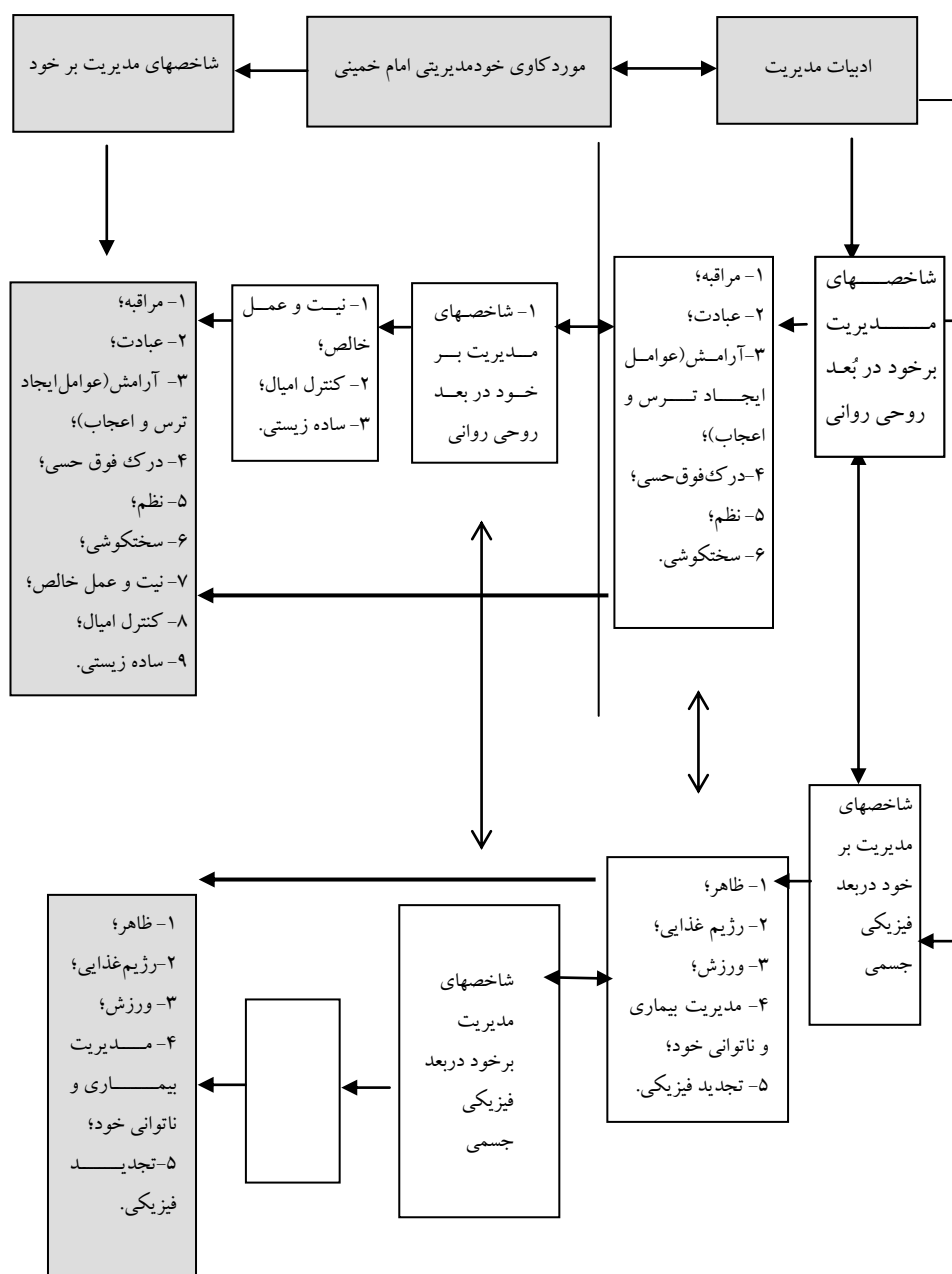 ادبیات مدیریت
موردکاوی خودمدیریتی امام خمینی
شاخصهای مدیریت بر خود
شاخصهای
مدیریت
برخود در بُعد
روحی روانی
۱- مراقبه؛
۲- عبادت؛
۳-آرامش(عوامل
ایجاد ترس و
اعجاب)؛
۴-درک‌فوق‌حسی؛
۵- نظم؛
۶- سختکوشی.
۱- شاخصهای
مدیریت بر
خود در بعد
روحی روانی
۱- نیت و عمل
خالص؛
۲- کنترل امیال؛
۳- ساده زیستی.
۱- مراقبه؛
۲- عبادت؛
۳- آرامش(عوامل‌ایجاد
ترس و اعجاب)؛
۴- درک فوق حسی؛
۵- نظم؛
۶- سختکوشی؛
۷- نیت و عمل خالص؛
۸- کنترل امیال؛
۹- ساده زیستی.
شاخصهای
مدیریت بر
خود دربعد
فیزیکی
جسمی
۱- ظاهر؛
۲- رژیم غذایی؛
۳- ورزش؛
۴- مدیریت بیماری
و ناتوانی خود؛
۵- تجدید فیزیکی.
شاخصهای
مدیریت
برخود دربعد
فیزیکی
جسمی
۱- ظاهر؛
۲-رژیم‌غذایی؛
۳- ورزش؛
۴- مدیریت
بیماری و
ناتوانی خود؛
۵-تجدید
فیزیکی.